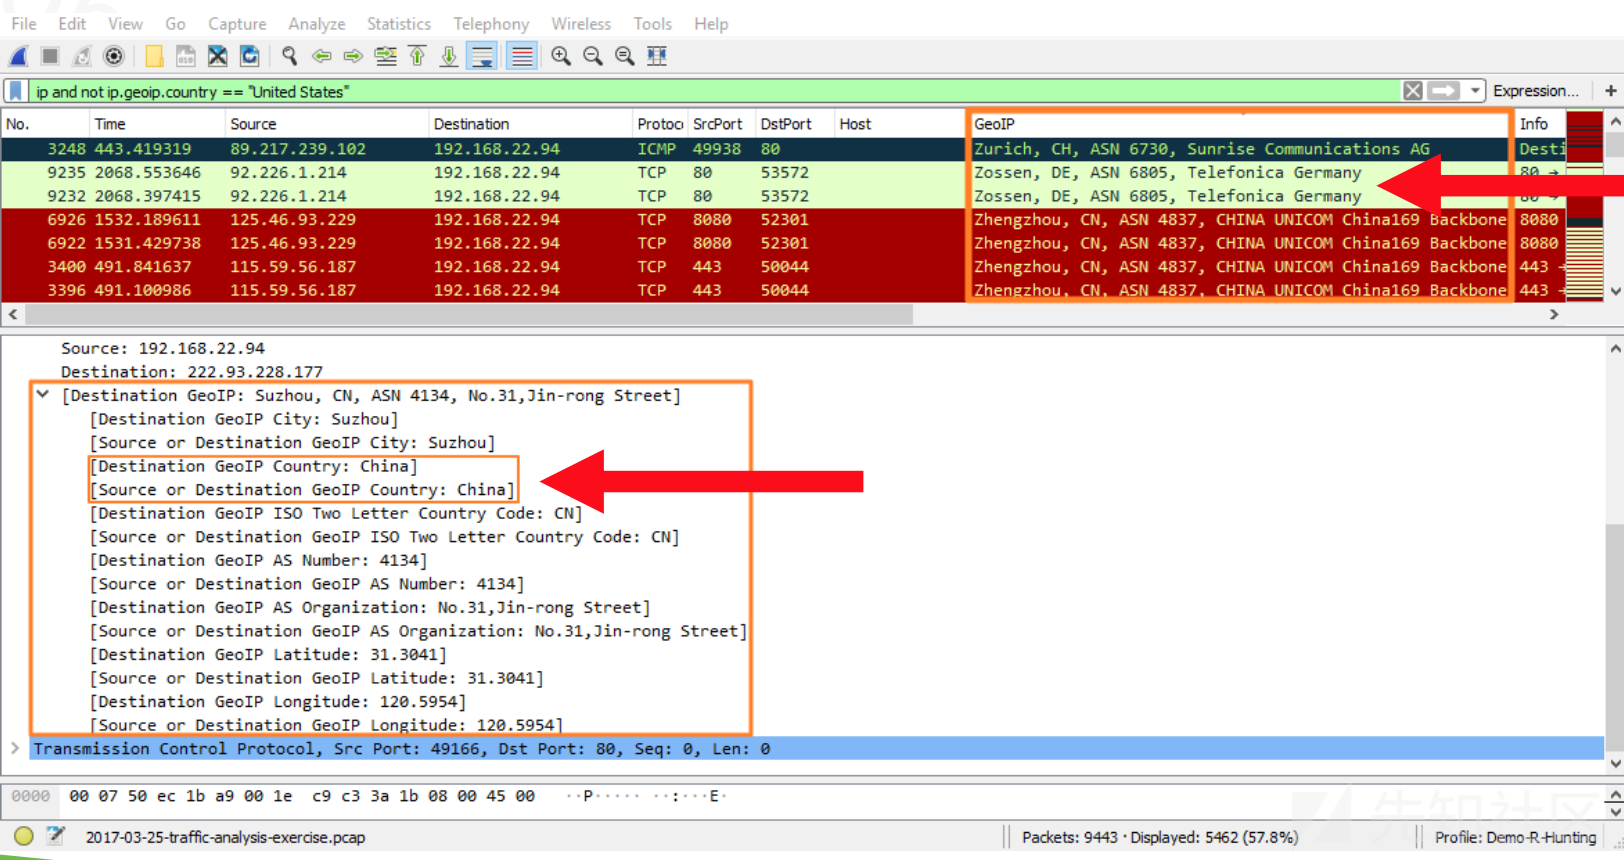 File Edit View Go Capture Analyze Statistics Telephony Wireless Tools Help
ip and not ip.geoip.country == "United States"
Expression... +
No. Time Source Destination Protoc SrcPort DstPort Host GeoIP Info
3248 443.419319 89.217.239.102 192.168.22.94 ICMP 49938 80 Zurich, CH, ASN 6730, Sunrise Communications AG Desti
9235 2068.553646 92.226.1.214 192.168.22.94 TCP 80 53572 Zossen, DE, ASN 6805, Telefonica Germany 80 →
9232 2068.397415 92.226.1.214 192.168.22.94 TCP 80 53572 Zossen, DE, ASN 6805, Telefonica Germany 80 →
6926 1532.189611 125.46.93.229 192.168.22.94 TCP 8080 52301 Zhengzhou, CN, ASN 4837, CHINA UNICOM China169 Backbone 8080
6922 1531.429738 125.46.93.229 192.168.22.94 TCP 8080 52301 Zhengzhou, CN, ASN 4837, CHINA UNICOM China169 Backbone 8080
3400 491.841637 115.59.56.187 192.168.22.94 TCP 443 50044 Zhengzhou, CN, ASN 4837, CHINA UNICOM China169 Backbone 443 →
3396 491.100986 115.59.56.187 192.168.22.94 TCP 443 50044 Zhengzhou, CN, ASN 4837, CHINA UNICOM China169 Backbone 443 →
Source: 192.168.22.94
Destination: 222.93.228.177
[Destination GeoIP: Suzhou, CN, ASN 4134, No.31,Jin-rong Street]
[Destination GeoIP City: Suzhou]
[Source or Destination GeoIP City: Suzhou]
[Destination GeoIP Country: China]
[Source or Destination GeoIP Country: China]
[Destination GeoIP ISO Two Letter Country Code: CN]
[Source or Destination GeoIP ISO Two Letter Country Code: CN]
[Destination GeoIP AS Number: 4134]
[Source or Destination GeoIP AS Number: 4134]
[Destination GeoIP AS Organization: No.31,Jin-rong Street]
[Source or Destination GeoIP AS Organization: No.31,Jin-rong Street]
[Destination GeoIP Latitude: 31.3041]
[Source or Destination GeoIP Latitude: 31.3041]
[Destination GeoIP Longitude: 120.5954]
[Source or Destination GeoIP Longitude: 120.5954]
Transmission Control Protocol, Src Port: 49166, Dst Port: 80, Seq: 0, Len: 0
0000 00 07 50 ec 1b a9 00 1e c9 c3 3a 1b 08 00 45 00 ··P····· ··:···E·
先知社区
2017-03-25-traffic-analysis-exercise.pcap
Packets: 9443 · Displayed: 5462 (57.8%)
Profile: Demo-R-Hunting